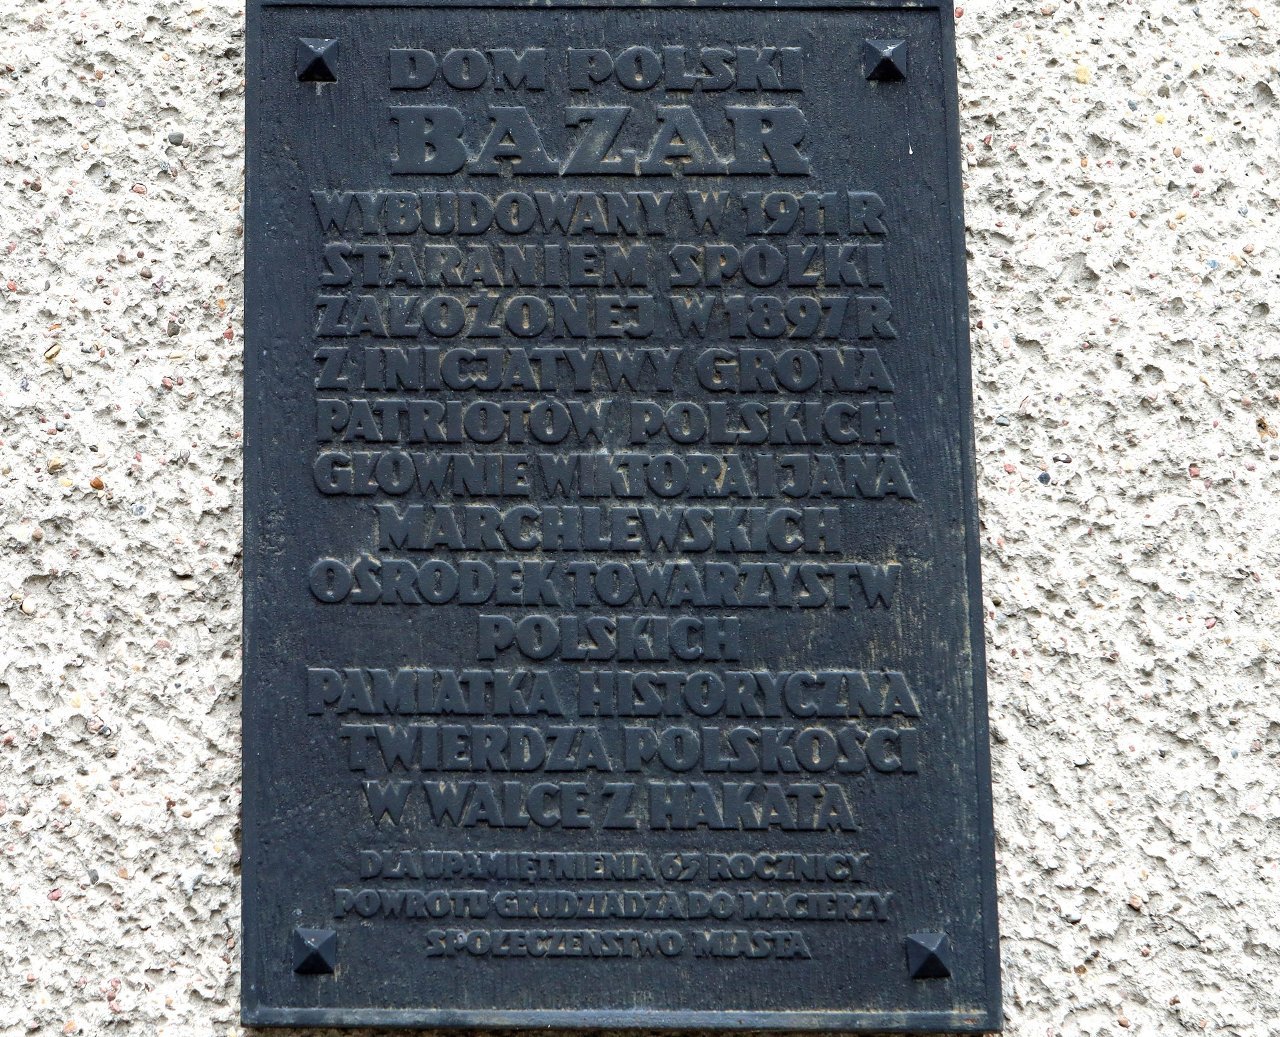 DOM POLSKI
BAZAR
WYBUDOWANY W 1911 R
STARANIEM SPÓŁKI
ZAŁOŻONEJ W 1897 R
Z INICJATYWY GRONA
PATRIOTÓW POLSKICH
GŁÓWNIE WIKTORA I JANA
MARCHLEWSKICH
OŚRODEK TOWARZYSTW
POLSKICH
PAMIĄTKA HISTORYCZNA
TWIERDZA POLSKOŚCI
W WALCE Z HAKATĄ
DLA UPAMIĘTNIENIA 65 ROCZNICY
POWROTU GRUDZIĄDZA DO MACIERZY
SPOŁECZEŃSTWO MIASTA